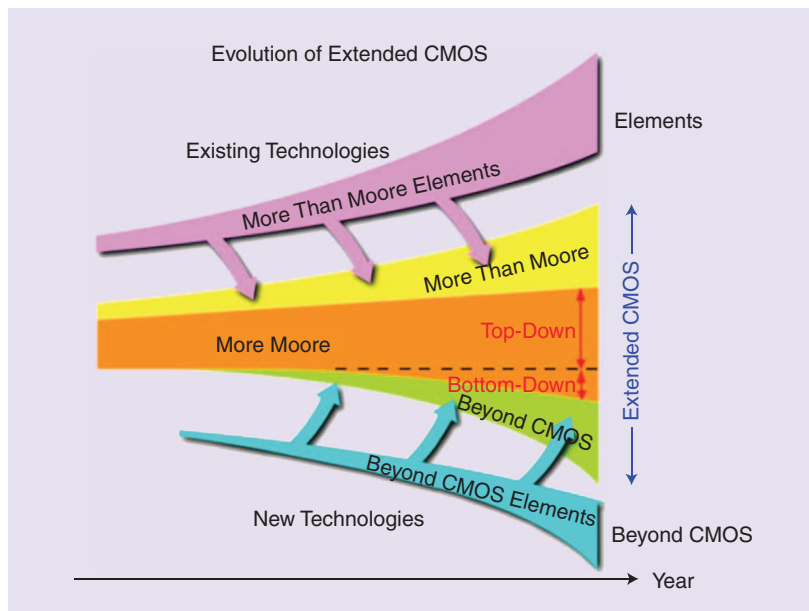 Evolution of Extended CMOS
Elements
Existing Technologies
More Than Moore Elements
More Than Moore
Extended CMOS
Top-Down
More Moore
Bottom-Down
Beyond CMOS
Beyond CMOS Elements
New Technologies
Beyond CMOS
Year